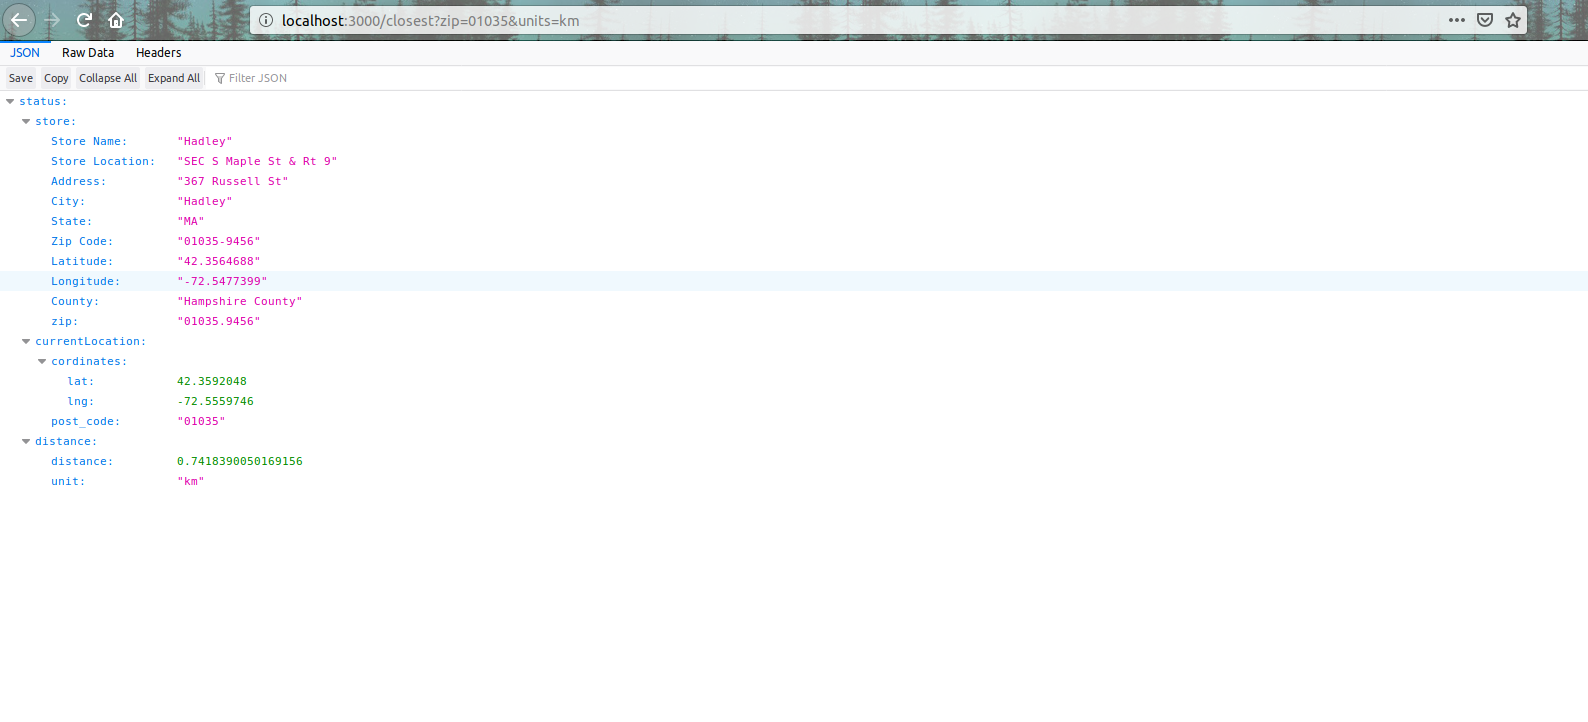 localhost:3000/closest?zip=01035&units=km
JSON Raw Data Headers
Save Copy Collapse All Expand All Filter JSON
status:
store:
Store Name: "Hadley"
Store Location: "SEC S Maple St & Rt 9"
Address: "367 Russell St"
City: "Hadley"
State: "MA"
Zip Code: "01035-9456"
Latitude: "42.3564688"
Longitude: "-72.5477399"
County: "Hampshire County"
zip: "01035.9456"
currentLocation:
cordinates:
lat: 42.3592048
lng: -72.5559746
post_code: "01035"
distance:
distance: 0.7418390050169156
unit: "km"